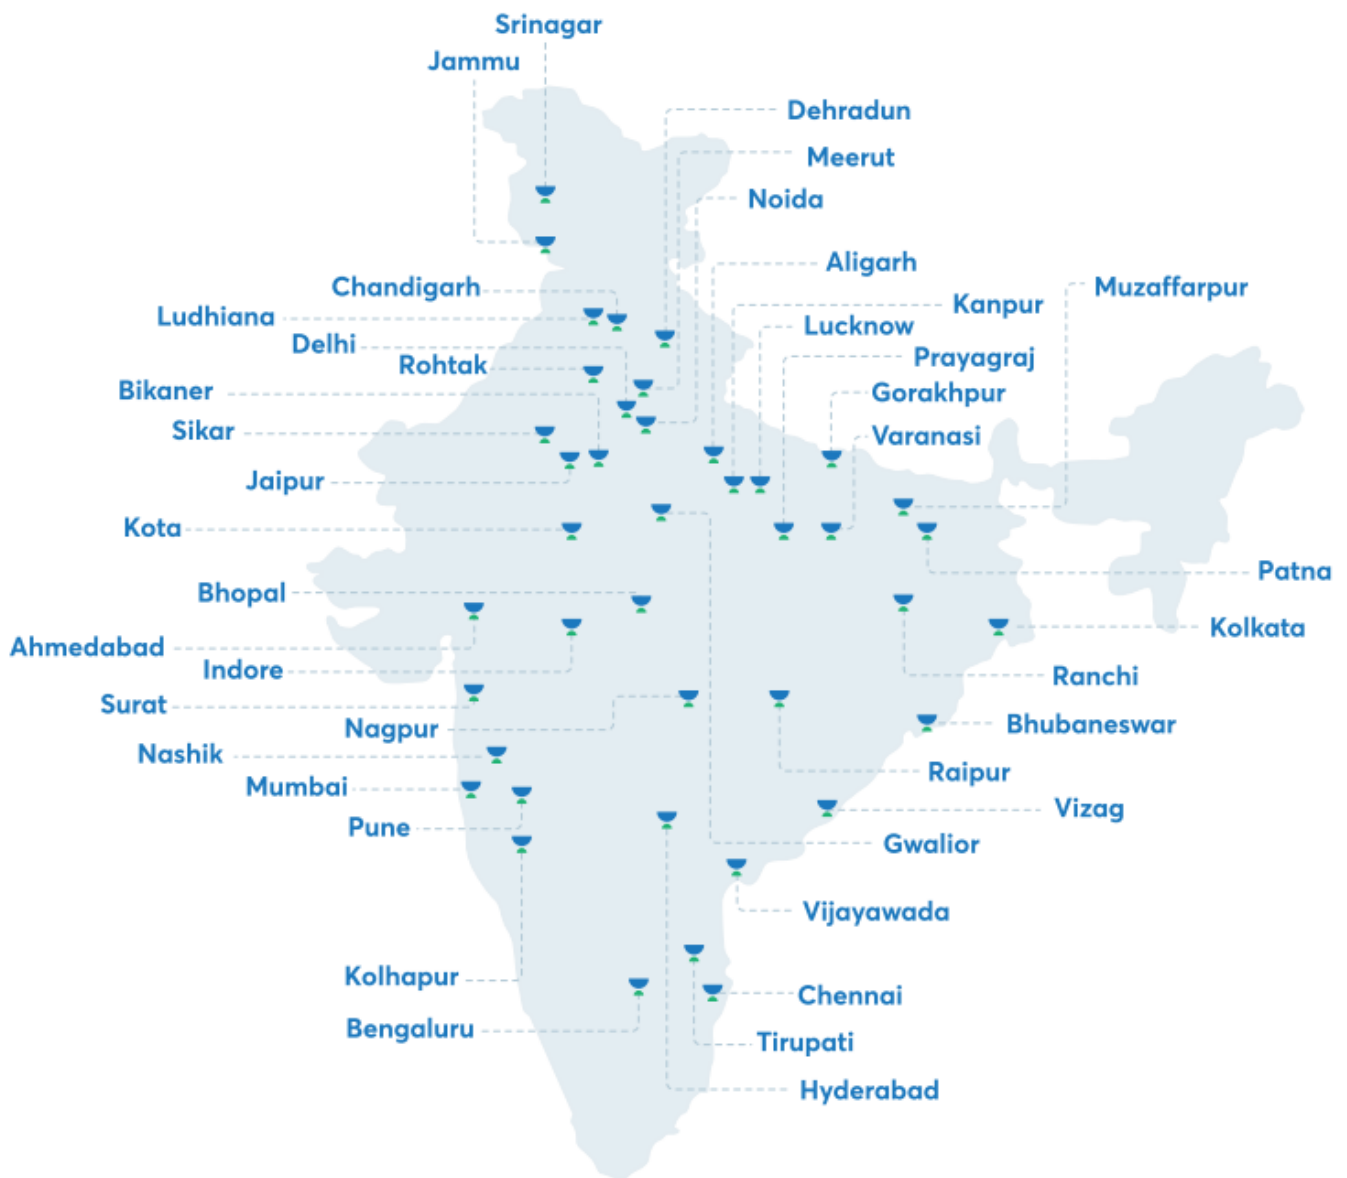 Srinagar
Jammu
Dehradun
Meerut
Noida
Aligarh
Chandigarh
Muzaffarpur
Kanpur
Ludhiana
Lucknow
Delhi
Prayagraj
Rohtak
Bikaner
Gorakhpur
Sikar
Varanasi
Jaipur
Kota
Patna
Bhopal
Kolkata
Ahmedabad
Indore
Ranchi
Surat
Bhubaneswar
Nagpur
Nashik
Raipur
Mumbai
Vizag
Pune
Gwalior
Vijayawada
Kolhapur
Chennai
Bengaluru
Tirupati
Hyderabad